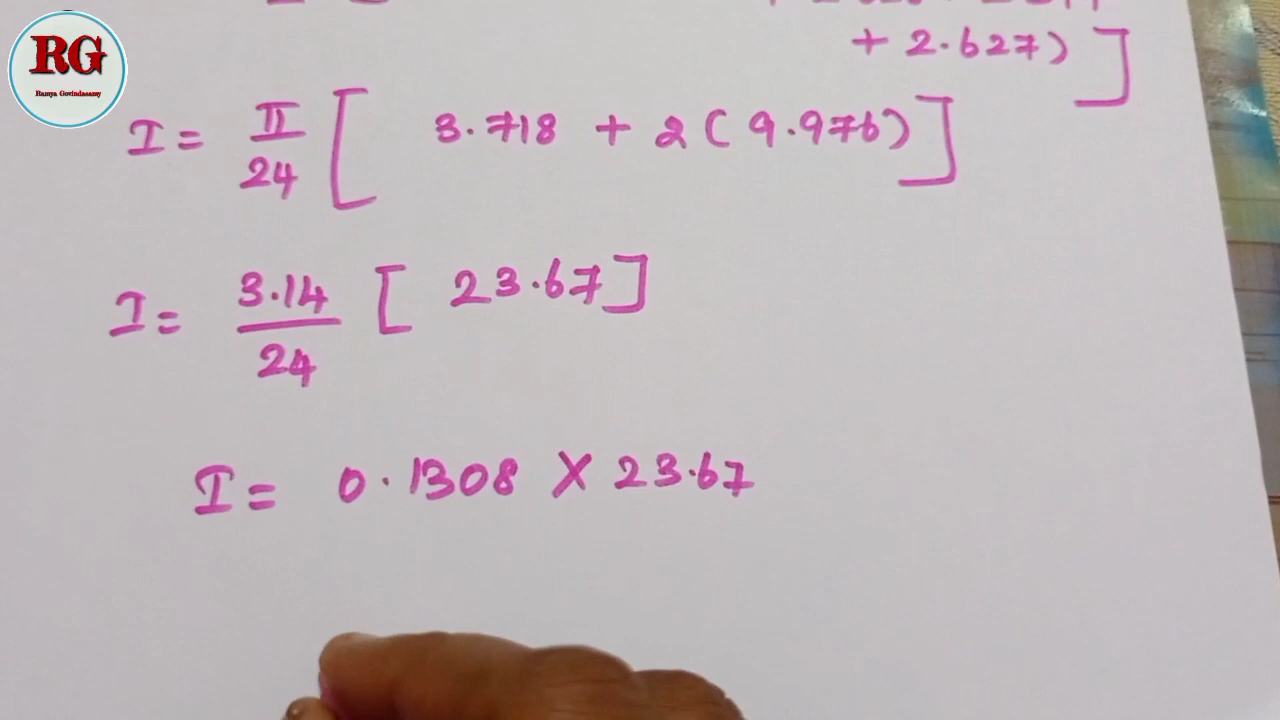 RG
Ramya Govindasamy
+ 2.627) ]
I = π/24 [ 3.718 + 2 ( 9.976) ]
I = 3.14/24 [ 23.67 ]
I = 0.1308 X 23.67